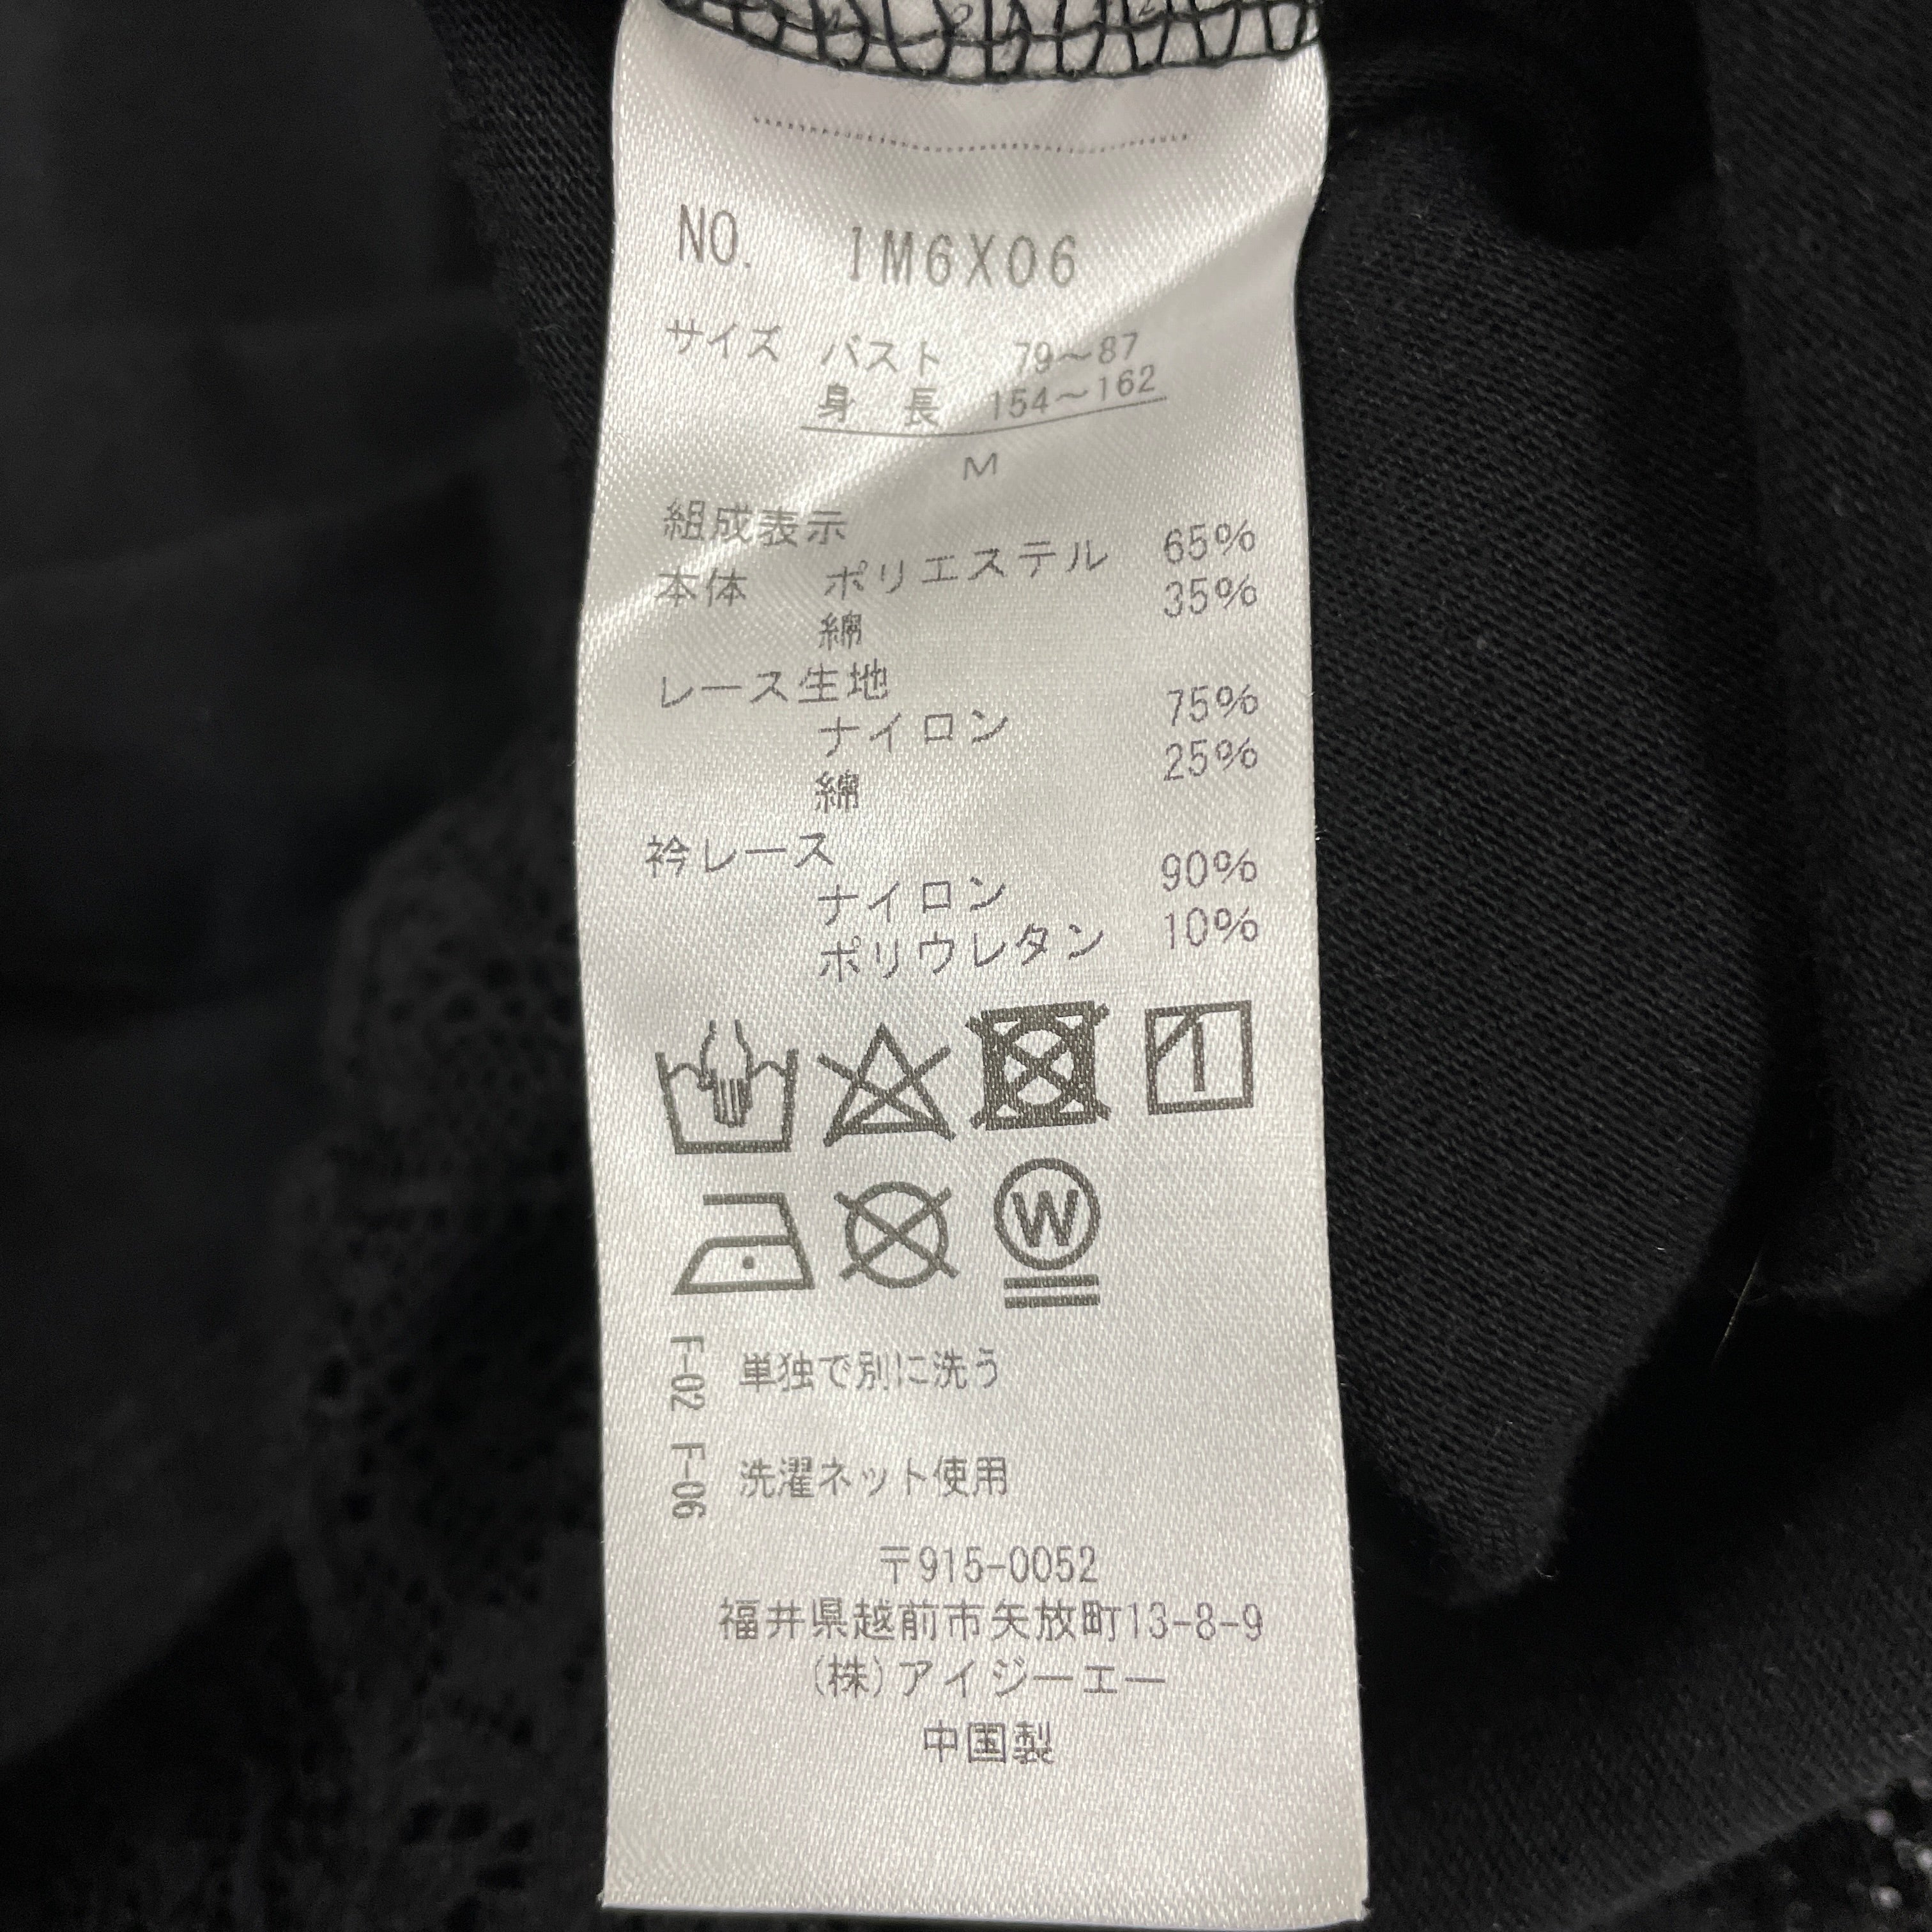 NO. 1M6X06
サイズ バスト 79～87
身 長 154～162
M
組成表示
本体 ポリエステル 65%
綿 35%
レース生地
ナイロン 75%
綿 25%
衿レース
ナイロン 90%
ポリウレタン 10%
W
F-02 単独で別に洗う
F-06 洗濯ネット使用
〒915-0052
福井県越前市矢放町13-8-9
(株)アイジーエー
中国製